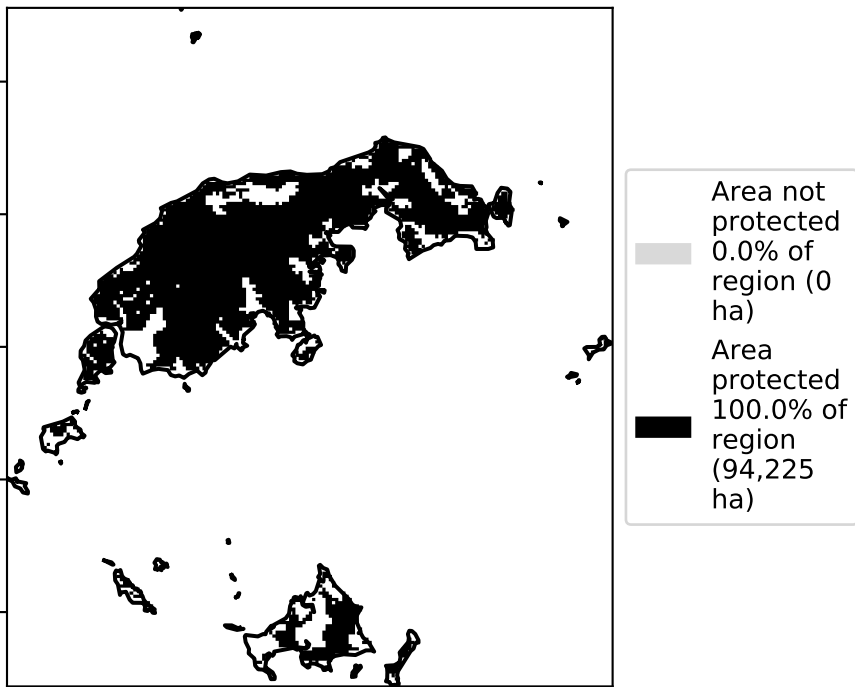 Area not
protected
0.0% of
region (0
ha)
Area
protected
100.0% of
region
(94,225
ha)